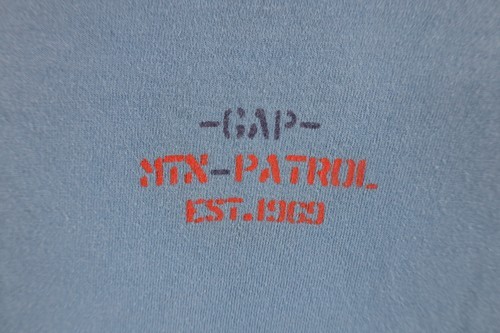 -GAP-
MTN-PATROL
EST.1969